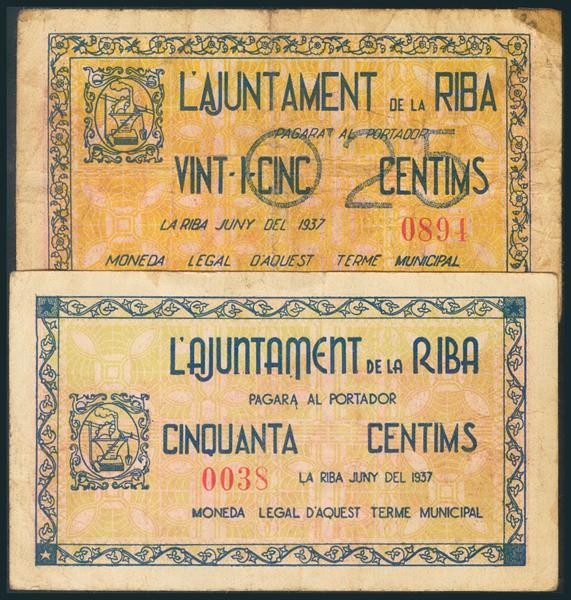 L'AJUNTAMENT DE LA RIBA
PAGARÀ AL PORTADOR
0'25
VINT-I-CINC CENTIMS
LA RIBA JUNY DEL 1937
0894
MONEDA LEGAL D'AQUEST TERME MUNICIPAL
L'AJUNTAMENT DE LA RIBA
PAGARÀ AL PORTADOR
CINQUANTA CENTIMS
0038
LA RIBA JUNY DEL 1937
MONEDA LEGAL D'AQUEST TERME MUNICIPAL